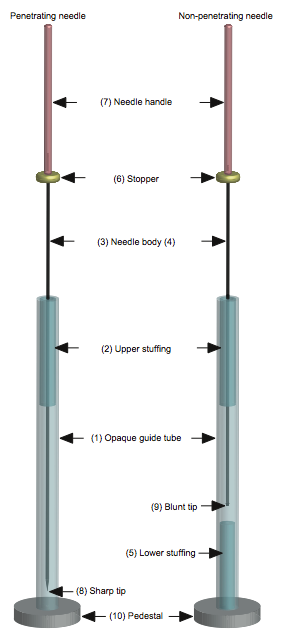 Penetrating needle
Non-penetrating needle
(7) Needle handle
(6) Stopper
(3) Needle body (4)
(2) Upper stuffing
(1) Opaque guide tube
(9) Blunt tip
(5) Lower stuffing
(8) Sharp tip
(10) Pedestal